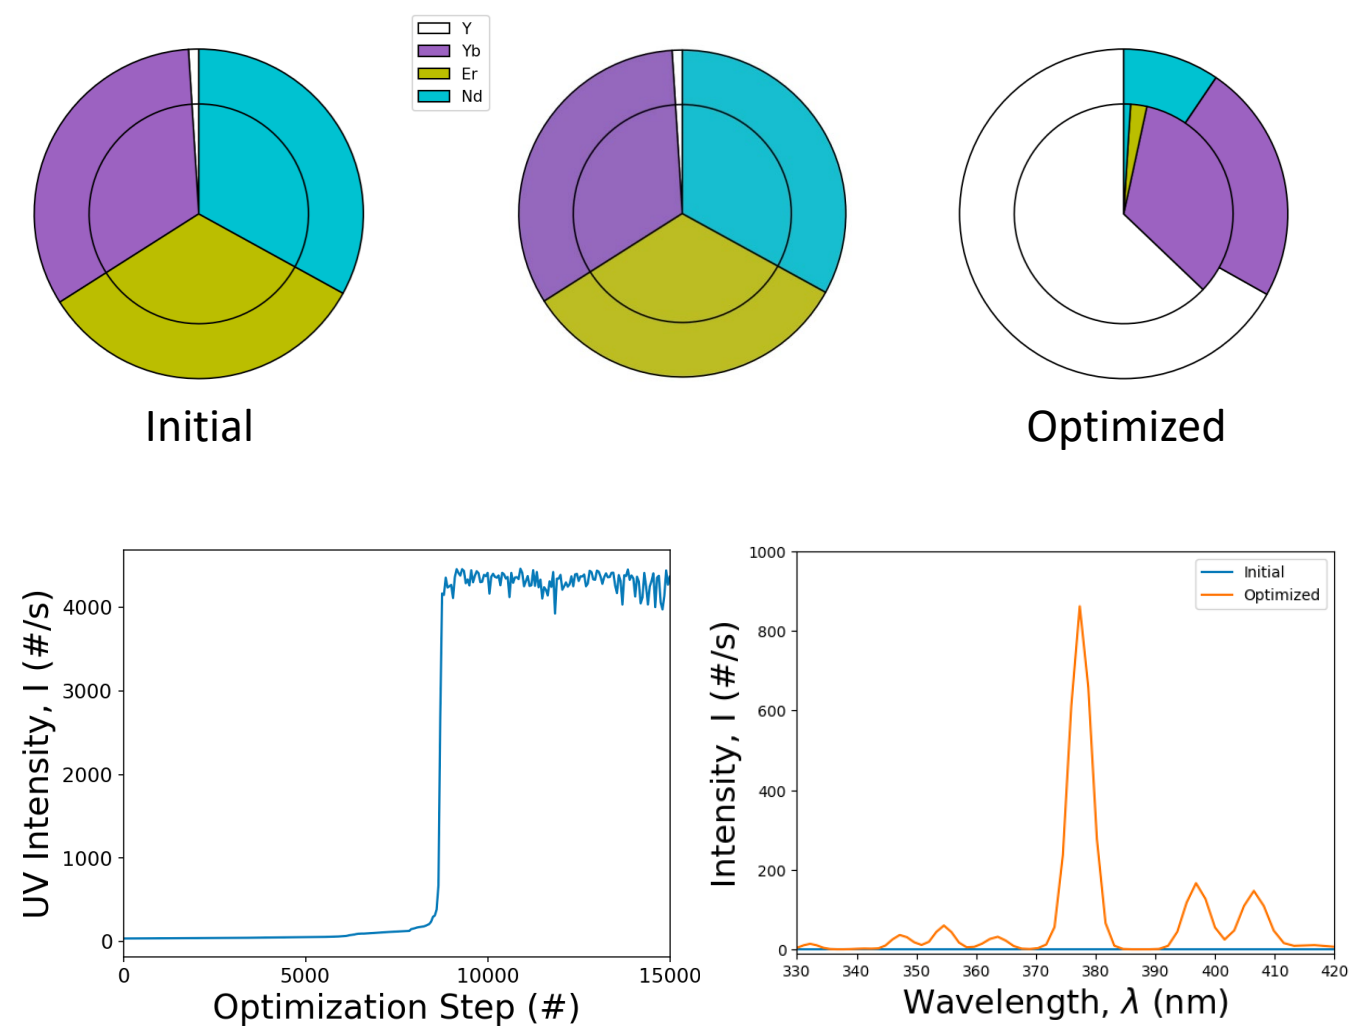 Y
Yb
Er
Nd
Initial
Optimized
UV Intensity, I (#/s)
4000
3000
2000
1000
0
0 5000 10000 15000
Optimization Step (#)
Intensity, I (#/s)
1000
800
600
400
200
0
Initial
Optimized
330 340 350 360 370 380 390 400 410 420
Wavelength, λ (nm)